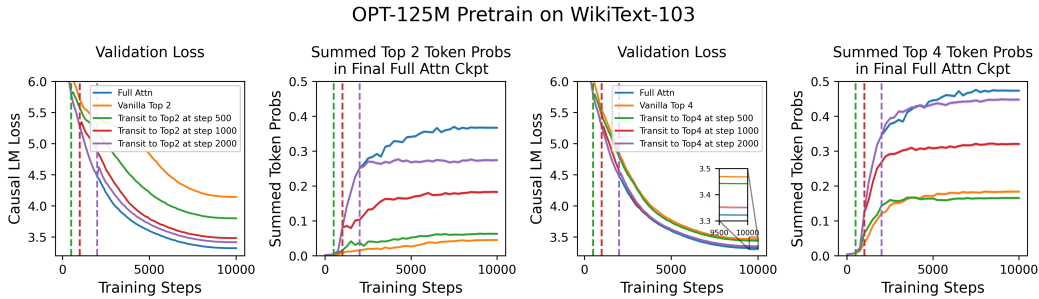 OPT-125M Pretrain on WikiText-103
Validation Loss
Causal LM Loss
6.0
5.5
5.0
4.5
4.0
3.5
Full Attn
Vanilla Top 2
Transit to Top2 at step 500
Transit to Top2 at step 1000
Transit to Top2 at step 2000
0
5000
10000
Training Steps
Summed Top 2 Token Probs
in Final Full Attn Ckpt
Summed Token Probs
0.5
0.4
0.3
0.2
0.1
0.0
0
5000
10000
Training Steps
Validation Loss
Causal LM Loss
6.0
5.5
5.0
4.5
4.0
3.5
Full Attn
Vanilla Top 4
Transit to Top4 at step 500
Transit to Top4 at step 1000
Transit to Top4 at step 2000
3.5
3.4
3.3
9500
10000
0
5000
10000
Training Steps
Summed Top 4 Token Probs
in Final Full Attn Ckpt
Summed Token Probs
0.5
0.4
0.3
0.2
0.1
0.0
0
5000
10000
Training Steps